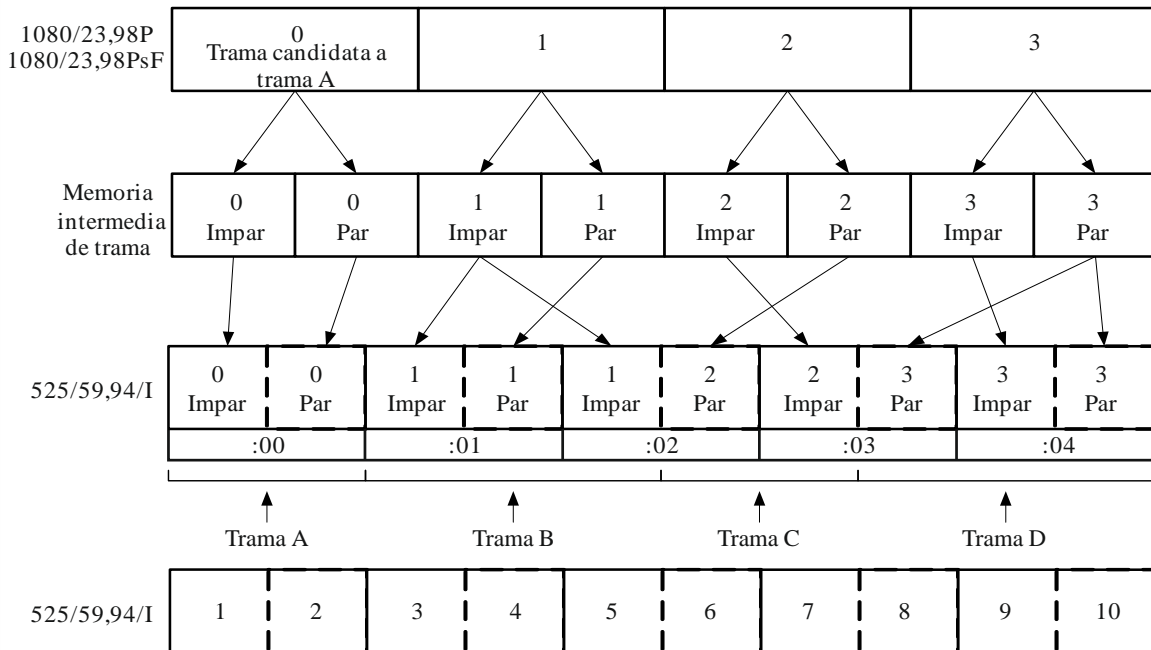 1080/23,98P
1080/23,98PsF
0
Trama candidata a
trama A
1
2
3
Memoria
intermedia
de trama
0
Impar
0
Par
1
Impar
1
Par
2
Impar
2
Par
3
Impar
3
Par
525/59,94/I
0
Impar
0
Par
1
Impar
1
Par
1
Impar
2
Par
2
Impar
3
Par
3
Impar
3
Par
:00
:01
:02
:03
:04
Trama A
Trama B
Trama C
Trama D
525/59,94/I
1
2
3
4
5
6
7
8
9
10